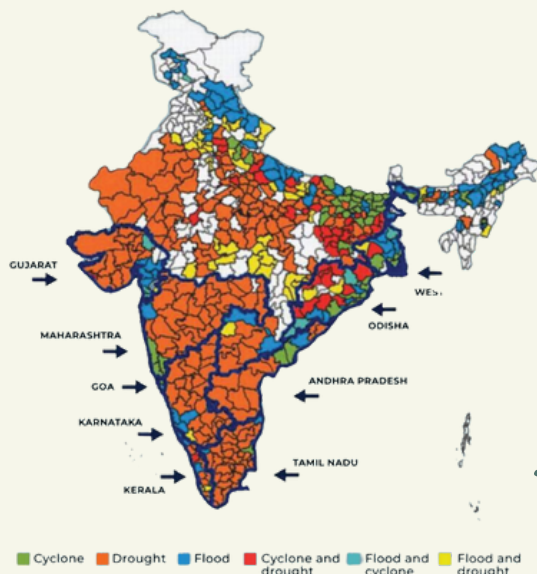 GUJARAT
WES
ODISHA
MAHARASHTRA
GOA
ANDHRA PRADESH
KARNATAKA
TAMIL NADU
KERALA
Cyclone
Drought
Flood
Cyclone and
drought
Flood and
cyclone
Flood and
drought